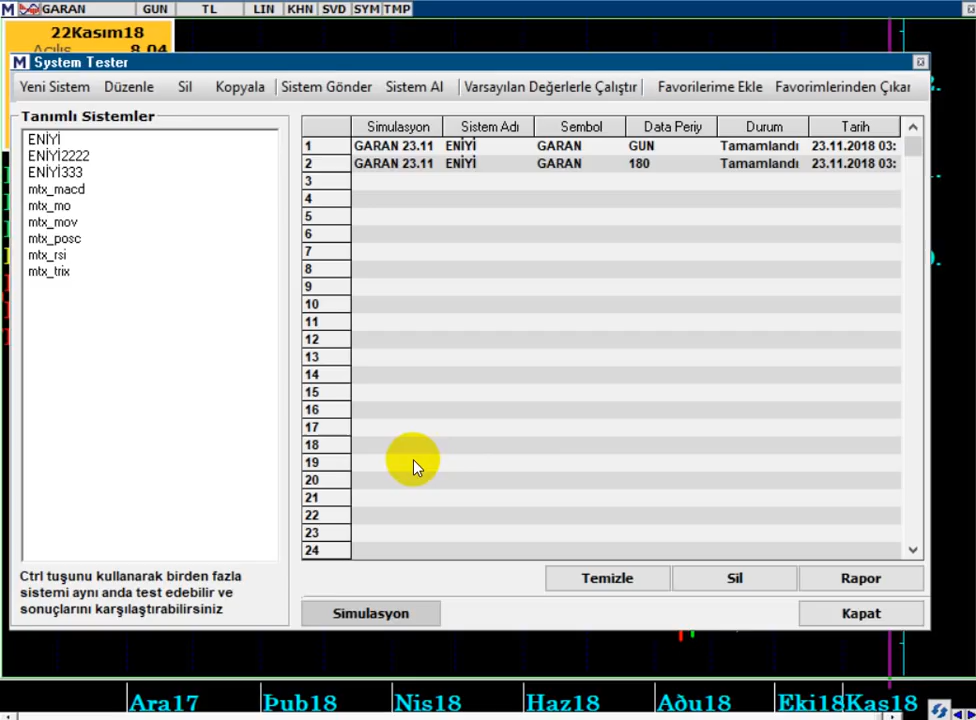 M GARAN GUN TL LIN KHN SVD SYM TMP
22Kasım18
Açılış 8.04
M System Tester
Yeni Sistem Düzenle Sil Kopyala Sistem Gönder Sistem Al Varsayılan Değerlerle Çalıştır Favorilerime Ekle Favorimlerinden Çıkar
Tanımlı Sistemler
ENİYİ
ENİYİ2222
ENİYİ333
mtx_macd
mtx_mo
mtx_mov
mtx_posc
mtx_rsi
mtx_trix
Ctrl tuşunu kullanarak birden fazla
sistemi aynı anda test edebilir ve
sonuçlarını karşılaştırabilirsiniz
Simulasyon Sistem Adı Sembol Data Periy Durum Tarih
1 GARAN 23.11 ENİYİ GARAN GUN Tamamlandı 23.11.2018 03:
2 GARAN 23.11 ENİYİ GARAN 180 Tamamlandı 23.11.2018 03:
3
4
5
6
7
8
9
10
11
12
13
14
15
16
17
18
19
20
21
22
23
24
Temizle Sil Rapor
Simulasyon Kapat
Ara17 Þub18 Nis18 Haz18 Aðu18 Eki18 Kas18